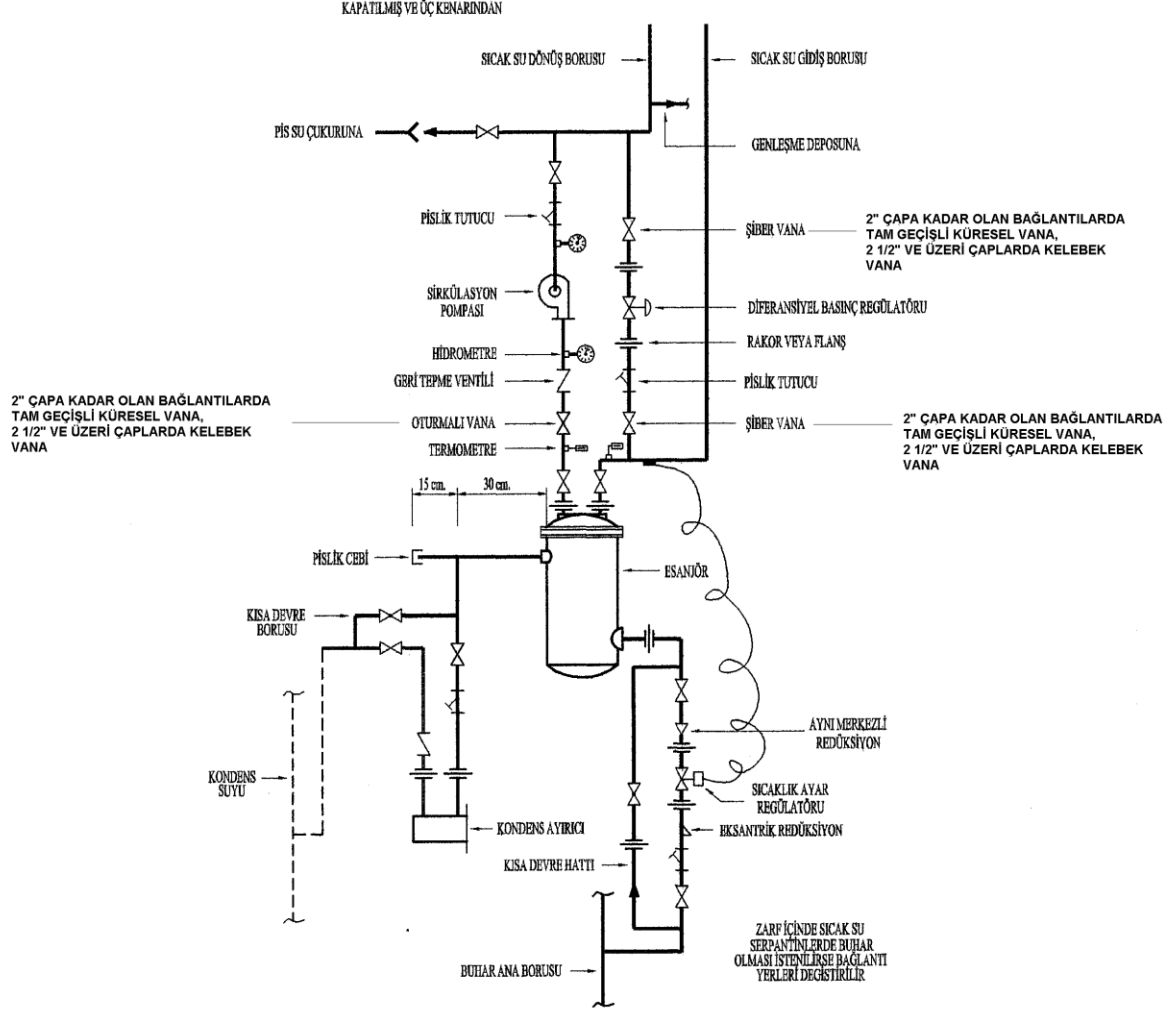 KAPATILMIŞ VE ÜÇ KENARINDAN
SICAK SU DÖNÜŞ BORUSU
SICAK SU GİDİŞ BORUSU
PİS SU ÇUKURUNA
GENLEŞME DEPOSUNA
PİSLİK TUTUCU
ŞİBER VANA
2" ÇAPA KADAR OLAN BAĞLANTILARDA
TAM GEÇİŞLİ KÜRESEL VANA,
2 1/2" VE ÜZERİ ÇAPLARDA KELEBEK
VANA
SİRKÜLASYON
POMPASI
DİFERANSİYEL BASINÇ REGÜLATÖRÜ
HİDROMETRE
RAKOR VEYA FLANŞ
GERİ TEPME VENTİLİ
PİSLİK TUTUCU
2" ÇAPA KADAR OLAN BAĞLANTILARDA
TAM GEÇİŞLİ KÜRESEL VANA,
2 1/2" VE ÜZERİ ÇAPLARDA KELEBEK
VANA
OTURMALI VANA
ŞİBER VANA
2" ÇAPA KADAR OLAN BAĞLANTILARDA
TAM GEÇİŞLİ KÜRESEL VANA,
2 1/2" VE ÜZERİ ÇAPLARDA KELEBEK
VANA
TERMOMETRE
15 cm.
30 cm.
PİSLİK CEBİ
ESANJÖR
KISA DEVRE
BORUSU
AYNI MERKEZLİ
REDÜKSİYON
KONDENS
SUYU
SICAKLIK AYAR
REGÜLATÖRU
KONDENS AYIRICI
EKSANTRİK REDÜKSİYON
KISA DEVRE HATTI
ZARF İÇİNDE SICAK SU
SERPANTİNLERDE BUHAR
OLMASI İSTENİLİRSE BAĞLANTI
YERLERİ DEGİSTİRİLİR
BUHAR ANA BORUSU